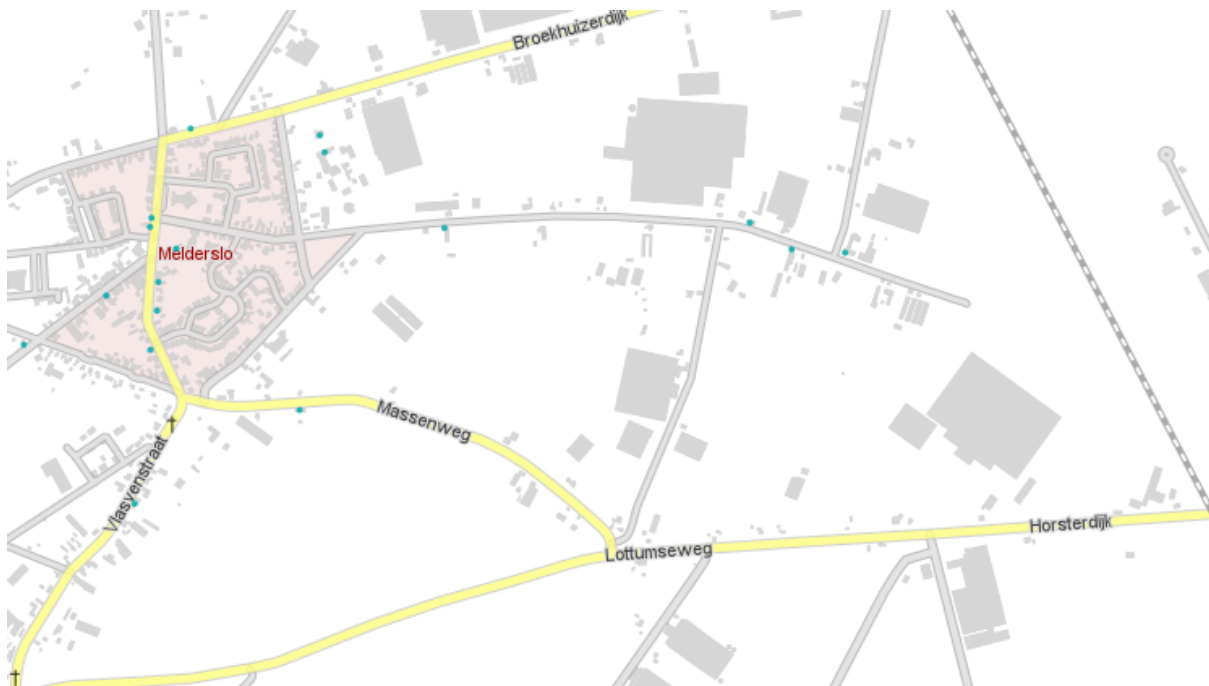 Broekhuizerdijk
Melderslo
Massenweg
Vlasvenstraat
Horsterdijk
Lottumseweg